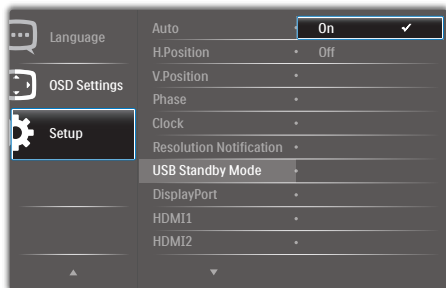 Language
OSD Settings
Setup
Auto
H.Position
V.Position
Phase
Clock
Resolution Notification
USB Standby Mode
DisplayPort
HDMI1
HDMI2
On
Off